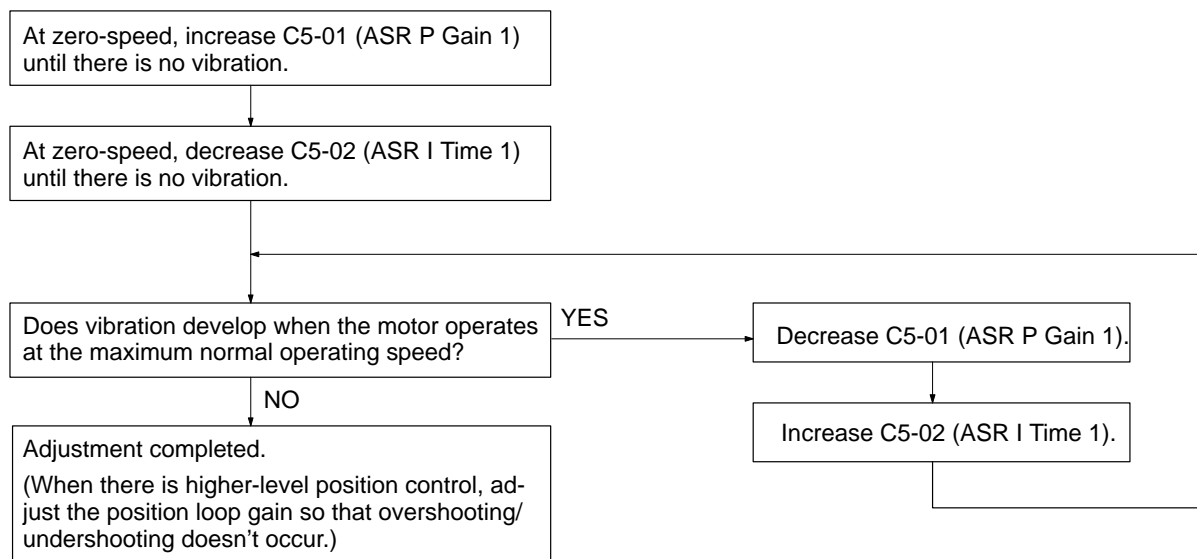 At zero-speed, increase C5-01 (ASR P Gain 1)
until there is no vibration.
At zero-speed, decrease C5-02 (ASR I Time 1)
until there is no vibration.
Does vibration develop when the motor operates
at the maximum normal operating speed?
YES
Decrease C5-01 (ASR P Gain 1).
Increase C5-02 (ASR I Time 1).
NO
Adjustment completed.
(When there is higher-level position control, ad-
just the position loop gain so that overshooting/
undershooting doesn't occur.)